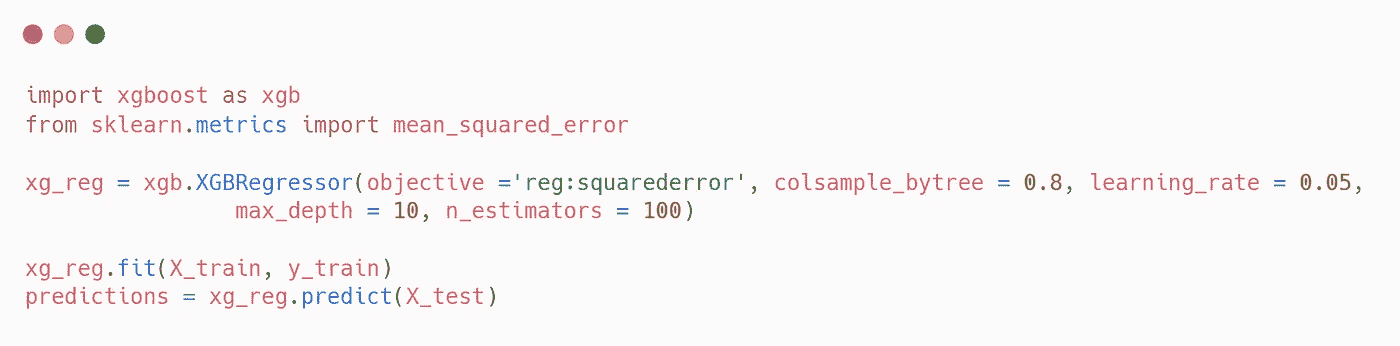 import xgboost as xgb
from sklearn.metrics import mean_squared_error
xg_reg = xgb.XGBRegressor(objective ='reg:squarederror', colsample_bytree = 0.8, learning_rate = 0.05,
max_depth = 10, n_estimators = 100)
xg_reg.fit(X_train, y_train)
predictions = xg_reg.predict(X_test)